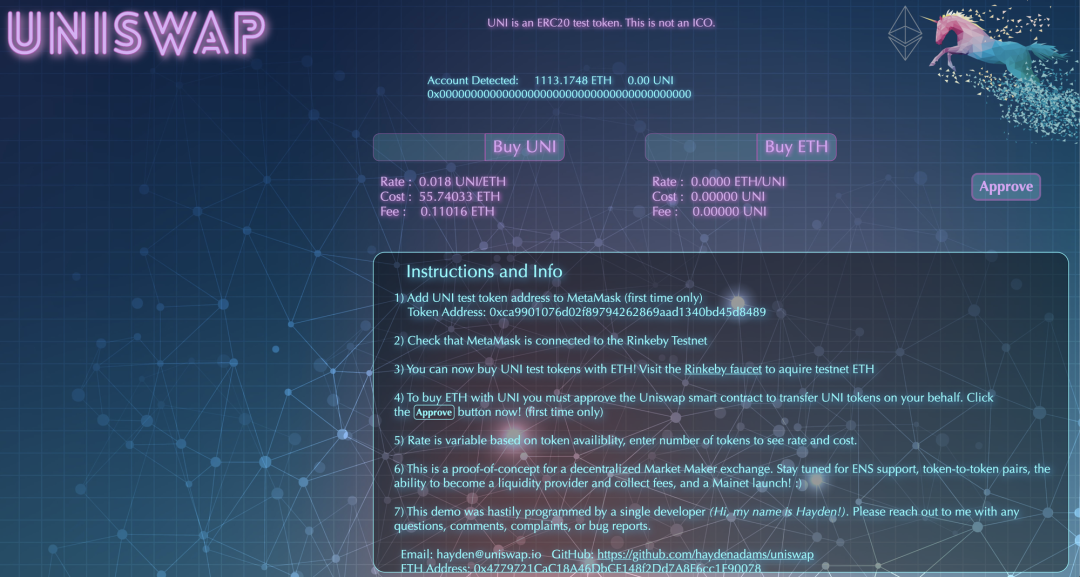 UNISWAP
UNI is an ERC20 test token. This is not an ICO.
Account Detected: 1113.1748 ETH 0.00 UNI
0x0000000000000000000000000000000000000000
Buy UNI
Buy ETH
Rate : 0.018 UNI/ETH
Cost : 55.74033 ETH
Fee : 0.11016 ETH
Rate : 0.0000 ETH/UNI
Cost : 0.00000 UNI
Fee : 0.00000 UNI
Approve
Instructions and Info
1) Add UNI test token address to MetaMask (first time only)
Token Address: 0xca9901076d02f89794262869aad1340bd45d8489
2) Check that MetaMask is connected to the Rinkeby Testnet
3) You can now buy UNI test tokens with ETH! Visit the Rinkeby faucet to aquire testnet ETH
4) To buy ETH with UNI you must approve the Uniswap smart contract to transfer UNI tokens on your behalf. Click
the Approve button now! (first time only)
5) Rate is variable based on token availiblity, enter number of tokens to see rate and cost.
6) This is a proof-of-concept for a decentralized Market Maker exchange. Stay tuned for ENS support, token-to-token pairs, the
ability to become a liquidity provider and collect fees, and a Mainet launch! :)
7) This demo was hastily programmed by a single developer (Hi, my name is Hayden!). Please reach out to me with any
questions, comments, complaints, or bug reports.
Email: hayden@uniswap.io GitHub: https://github.com/haydenadams/uniswap
ETH Address: